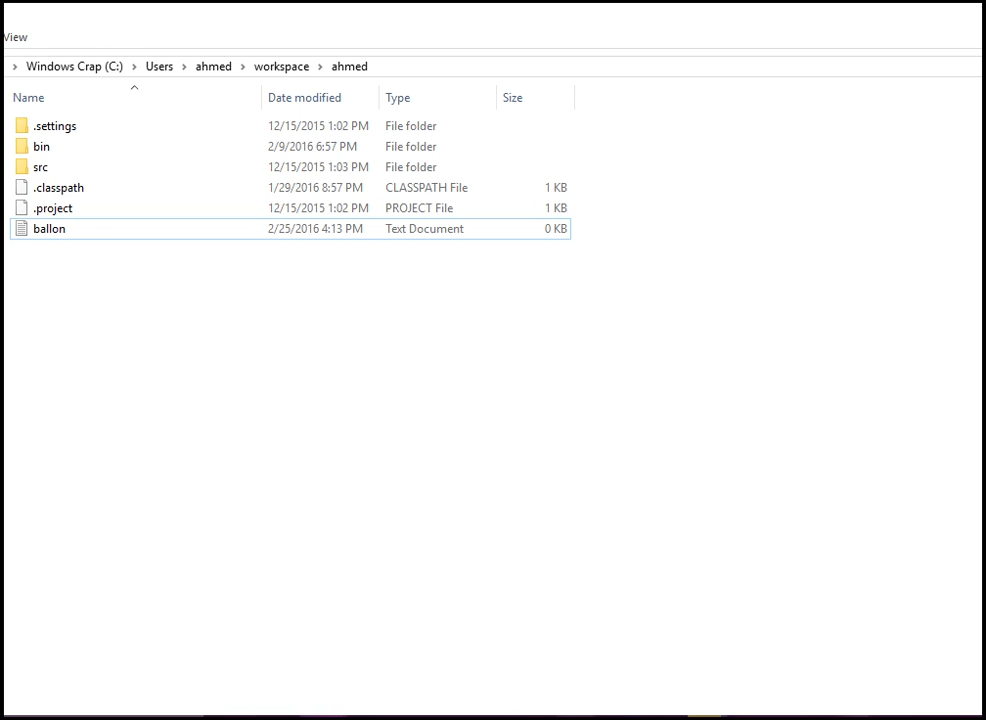 View
Windows Crap (C:) > Users > ahmed > workspace > ahmed
Name Date modified Type Size
.settings 12/15/2015 1:02 PM File folder
bin 2/9/2016 6:57 PM File folder
src 12/15/2015 1:03 PM File folder
.classpath 1/29/2016 8:57 PM CLASSPATH File 1 KB
.project 12/15/2015 1:02 PM PROJECT File 1 KB
ballon 2/25/2016 4:13 PM Text Document 0 KB